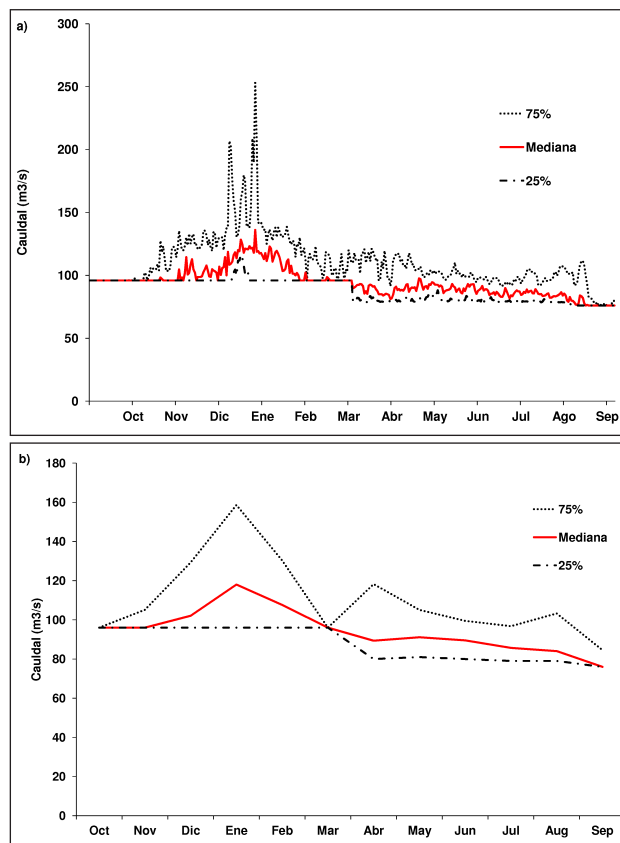 a)
300
250
200
150
100
50
0
Cauldal (m3/s)
75%
Mediana
25%
Oct Nov Dic Ene Feb Mar Abr May Jun Jul Ago Sep
b)
180
160
140
120
100
80
60
40
20
0
Cauldal (m3/s)
75%
Mediana
25%
Oct Nov Dic Ene Feb Mar Abr May Jun Jul Aug Sep